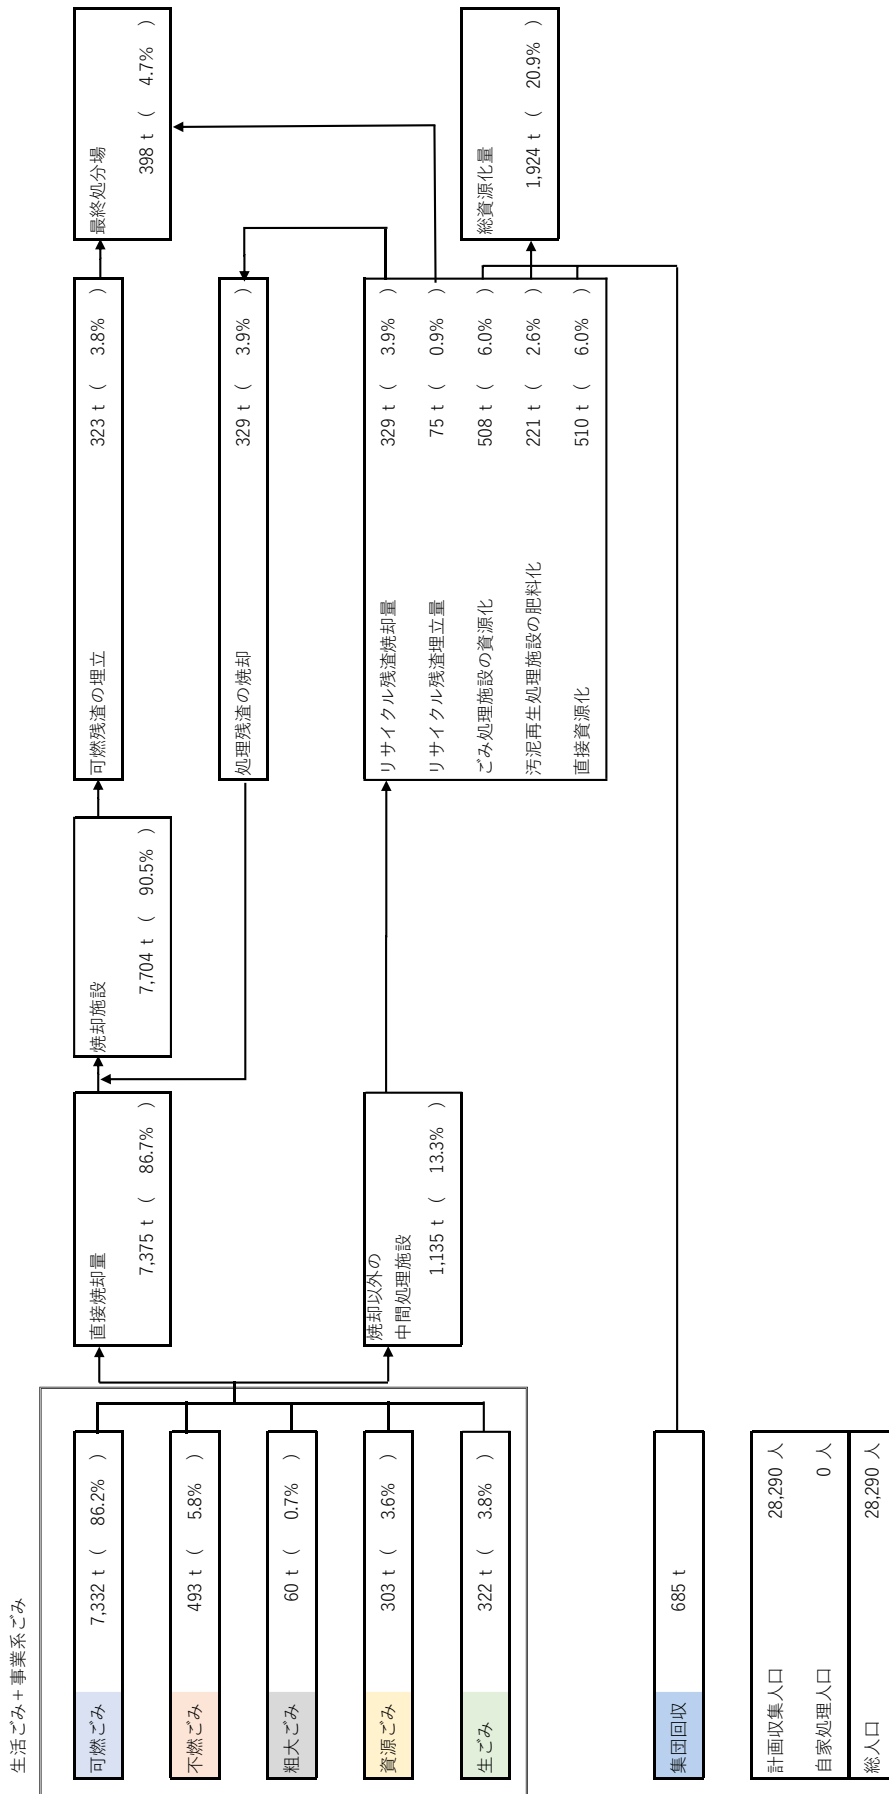 生活ごみ＋事業系ごみ
可燃ごみ 7,332 t ( 86.2% )
不燃ごみ 493 t ( 5.8% )
粗大ごみ 60 t ( 0.7% )
資源ごみ 303 t ( 3.6% )
生ごみ 322 t ( 3.8% )
集団回収 685 t
計画収集人口 28,290 人
自家処理人口 0 人
総人口 28,290 人
直接焼却量
7,375 t ( 86.7% )
焼却以外の
中間処理施設
1,135 t ( 13.3% )
焼却施設
7,704 t ( 90.5% )
可燃残渣の埋立 323 t ( 3.8% )
処理残渣の焼却 329 t ( 3.9% )
リサイクル残渣焼却量 329 t ( 3.9% )
リサイクル残渣埋立量 75 t ( 0.9% )
ごみ処理施設の資源化 508 t ( 6.0% )
汚泥再生処理施設の肥料化 221 t ( 2.6% )
直接資源化 510 t ( 6.0% )
最終処分場
398 t ( 4.7% )
総資源化量
1,924 t ( 20.9% )